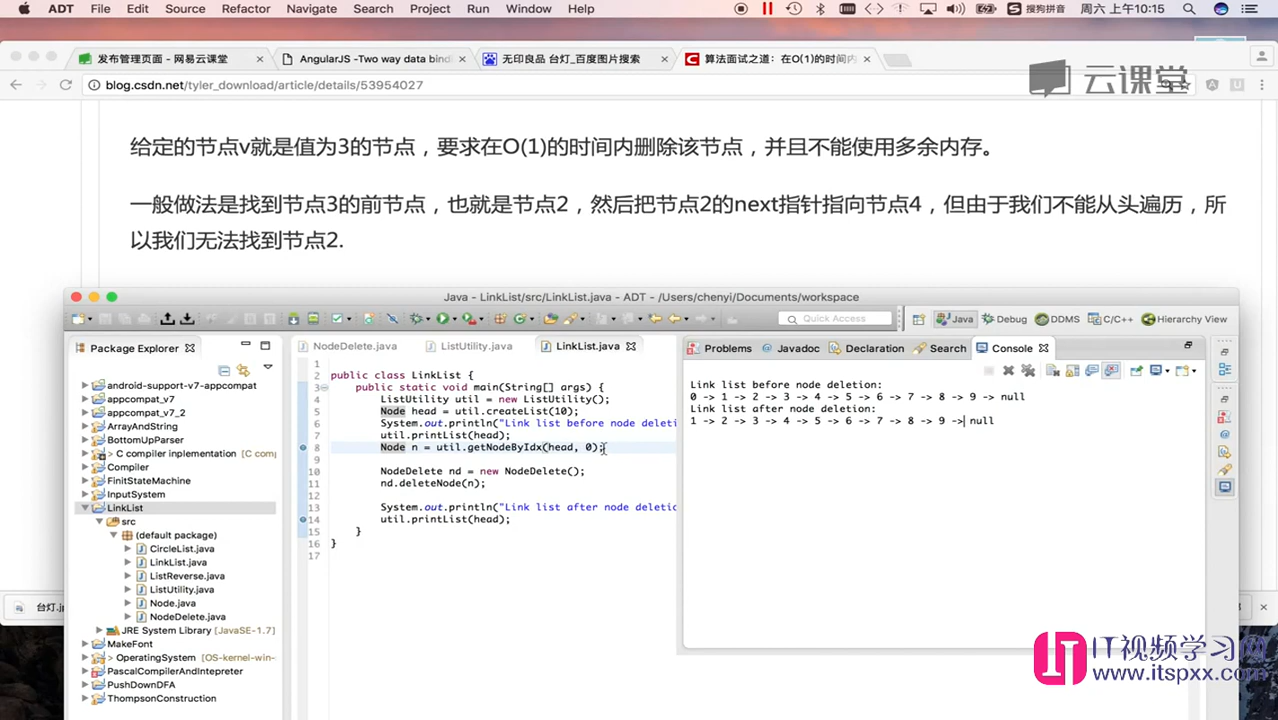 ADT File Edit Source Refactor Navigate Search Project Run Window Help 搜狗拼音 周六 上午10:15
发布管理页面 - 网易云课堂 AngularJS -Two way data bind 无印良品 台灯_百度图片搜索 算法面试之道：在O(1)的时间内
blog.csdn.net/tyler_download/article/details/53954027
云课堂
给定的节点v就是值为3的节点，要求在O(1)的时间内删除该节点，并且不能使用多余内存。
一般做法是找到节点3的前节点，也就是节点2，然后把节点2的next指针指向节点4，但由于我们不能从头遍历，所
以我们无法找到节点2.
Java - LinkList/src/LinkList.java - ADT - /Users/chenyi/Documents/workspace
Quick Access Java Debug DDMS C/C++ Hierarchy View
Package Explorer
android-support-v7-appcompat
appcompat_v7
appcompat_v7_2
ArrayAndString
BottomUpParser
> C compiler inplementation (C com
FinitStateMachine
InputSystem
LinkList
src
(default package)
CircleList.java
LinkList.java
ListReverse.java
ListUtility.java
Node.java
NodeDelete.java
JRE System Library [JavaSE-1.7]
MakeFont
> OperatingSystem [OS-kernel-win-
PascalCompilerAndIntepreter
PushDownDFA
ThompsonConstruction
NodeDelete.java ListUtility.java LinkList.java
1
2 public class LinkList {
3 public static void main(String[] args) {
4 ListUtility util = new ListUtility();
5 Node head = util.createList(10);
6 System.out.println("Link list before node deleti
7 util.printList(head);
8 Node n = util.getNodeByIdx(head, 0);
9
10 NodeDelete nd = new NodeDelete();
11 nd.deleteNode(n);
12
13 System.out.println("Link list after node deletio
14 util.printList(head);
15 }
16 }
17
Problems Javadoc Declaration Search Console
Link list before node deletion:
0 -> 1 -> 2 -> 3 -> 4 -> 5 -> 6 -> 7 -> 8 -> 9 -> null
Link list after node deletion:
1 -> 2 -> 3 -> 4 -> 5 -> 6 -> 7 -> 8 -> 9 -> null
台灯.jp
IT视频学习网
www.itspxx.com